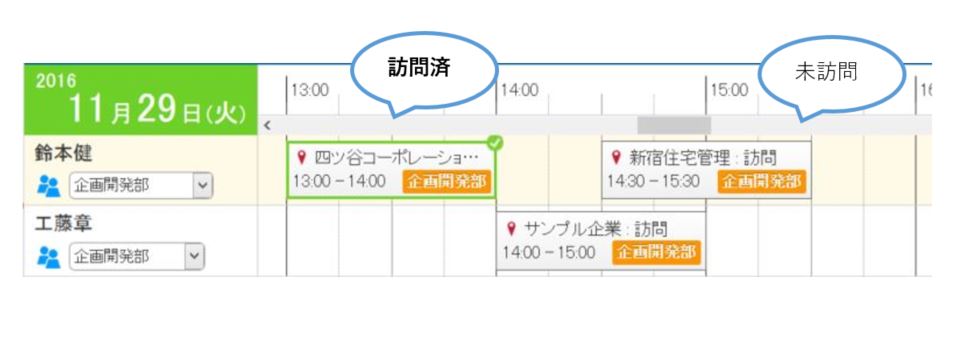 訪問済
未訪問
2016
11月29日(火)
13:00
14:00
15:00
16
鈴本健
企画開発部
四ツ谷コーポレーショ…
13:00 - 14:00 企画開発部
新宿住宅管理 : 訪問
14:30 - 15:30 企画開発部
工藤章
企画開発部
サンプル企業 : 訪問
14:00 - 15:00 企画開発部